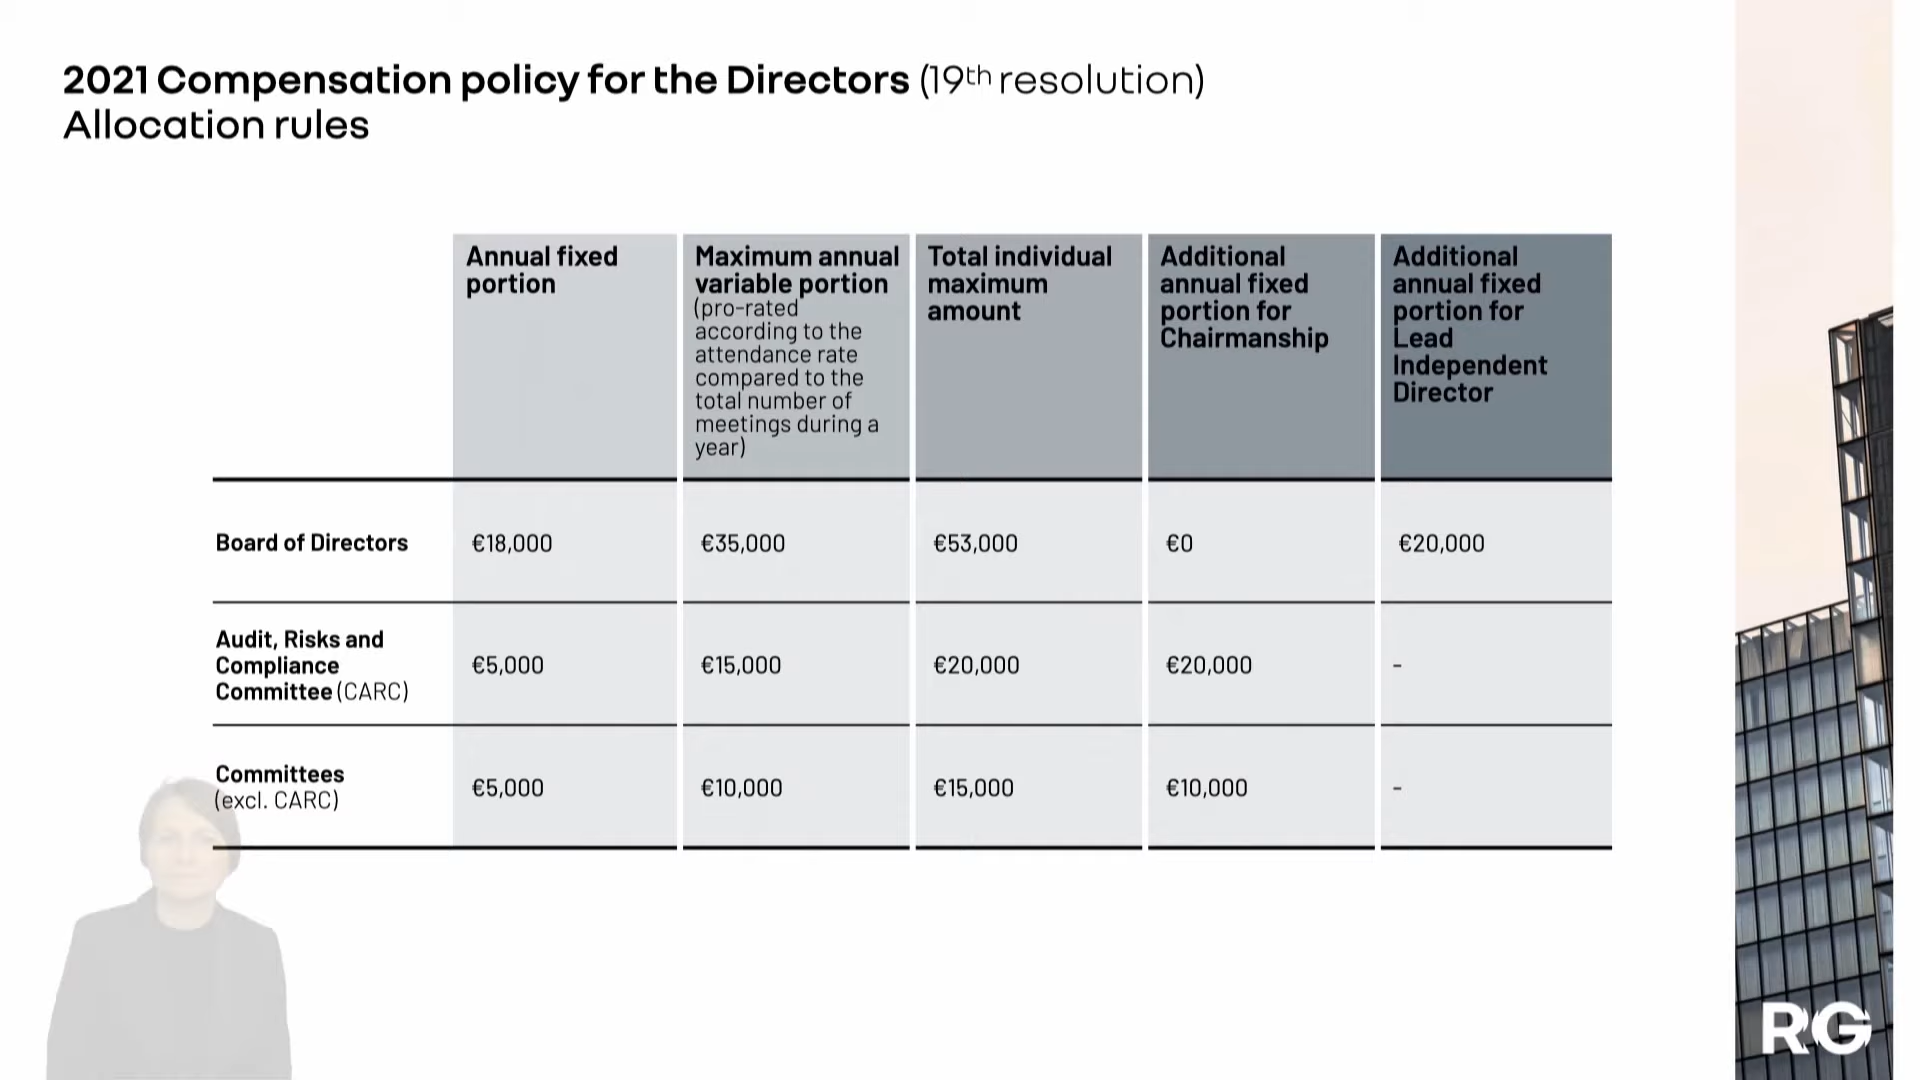 2021 Compensation policy for the Directors (19th resolution)
Allocation rules
Annual fixed
portion
Maximum annual
variable portion
(pro-rated
according to the
attendance rate
compared to the
total number of
meetings during a
year)
Total individual
maximum
amount
Additional
annual fixed
portion for
Chairmanship
Additional
annual fixed
portion for
Lead
Independent
Director
Board of Directors
€18,000
€35,000
€53,000
€0
€20,000
Audit, Risks and
Compliance
Committee (CARC)
€5,000
€15,000
€20,000
€20,000
-
Committees
(excl. CARC)
€5,000
€10,000
€15,000
€10,000
-
RG